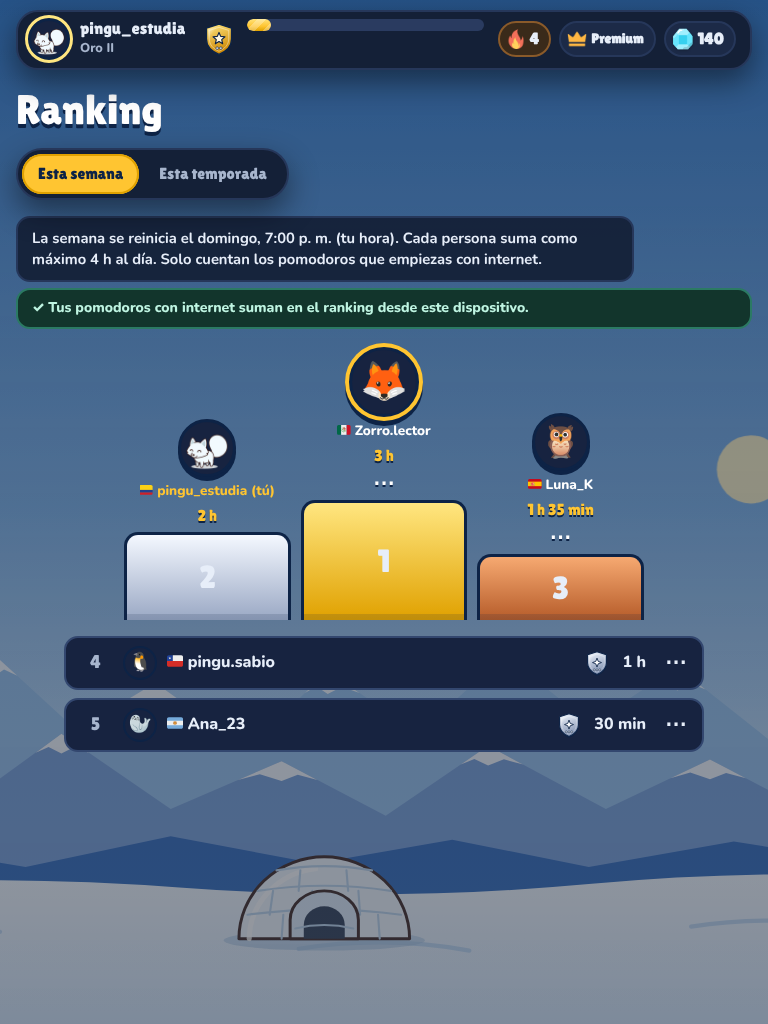 pingu_estudia
Oro II
4
Premium
140
Ranking
Esta semana
Esta temporada
La semana se reinicia el domingo, 7:00 p. m. (tu hora). Cada persona suma como
máximo 4 h al día. Solo cuentan los pomodoros que empiezas con internet.
✓ Tus pomodoros con internet suman en el ranking desde este dispositivo.
Zorro.lector
3 h
...
pingu_estudia (tú)
2 h
Luna_K
1 h 35 min
...
2
1
3
4 pingu.sabio 1 h ...
5 Ana_23 30 min ...